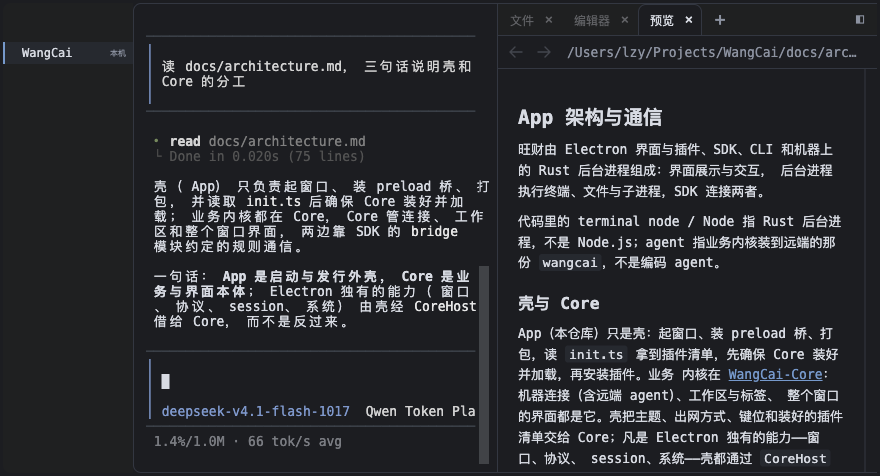 WangCai 本机
读 docs/architecture.md， 三句话说明壳和
Core 的分工
• read docs/architecture.md
└ Done in 0.020s (75 lines)
壳（ App） 只负责起窗口、 装 preload 桥、 打
包， 并读取 init.ts 后确保 Core 装好并加
载； 业务内核都在 Core， Core 管连接、 工作
区和整个窗口界面， 两边靠 SDK 的 bridge
模块约定的规则通信。
一句话： App 是启动与发行外壳， Core 是业
务与界面本体； Electron 独有的能力（ 窗口
、 协议、 session、 系统） 由壳经 CoreHost
借给 Core， 而不是反过来。
deepseek-v4.1-flash-1017 Qwen Token Pla
1.4%/1.0M · 66 tok/s avg
文件 × 编辑器 × 预览 × +
← → /Users/lzy/Projects/WangCai/docs/arc…
App 架构与通信
旺财由 Electron 界面与插件、SDK、CLI 和机器上
的 Rust 后台进程组成：界面展示与交互， 后台进程
执行终端、文件与子进程，SDK 连接两者。
代码里的 terminal node / Node 指 Rust 后台进
程，不是 Node.js；agent 指业务内核装到远端的那
份 wangcai，不是编码 agent。
壳与 Core
App（本仓库）只是壳：起窗口、装 preload 桥、打
包，读 init.ts 拿到插件清单，先确保 Core 装好
并加载，再安装插件。业务 内核在 WangCai-Core：
机器连接（含远端 agent）、工作区与标签、 整个窗口
的界面都是它。壳把主题、出网方式、键位和装好的插件
清单交给 Core；凡是 Electron 独有的能力——窗
口、协议、 session、系统——壳都通过 CoreHost